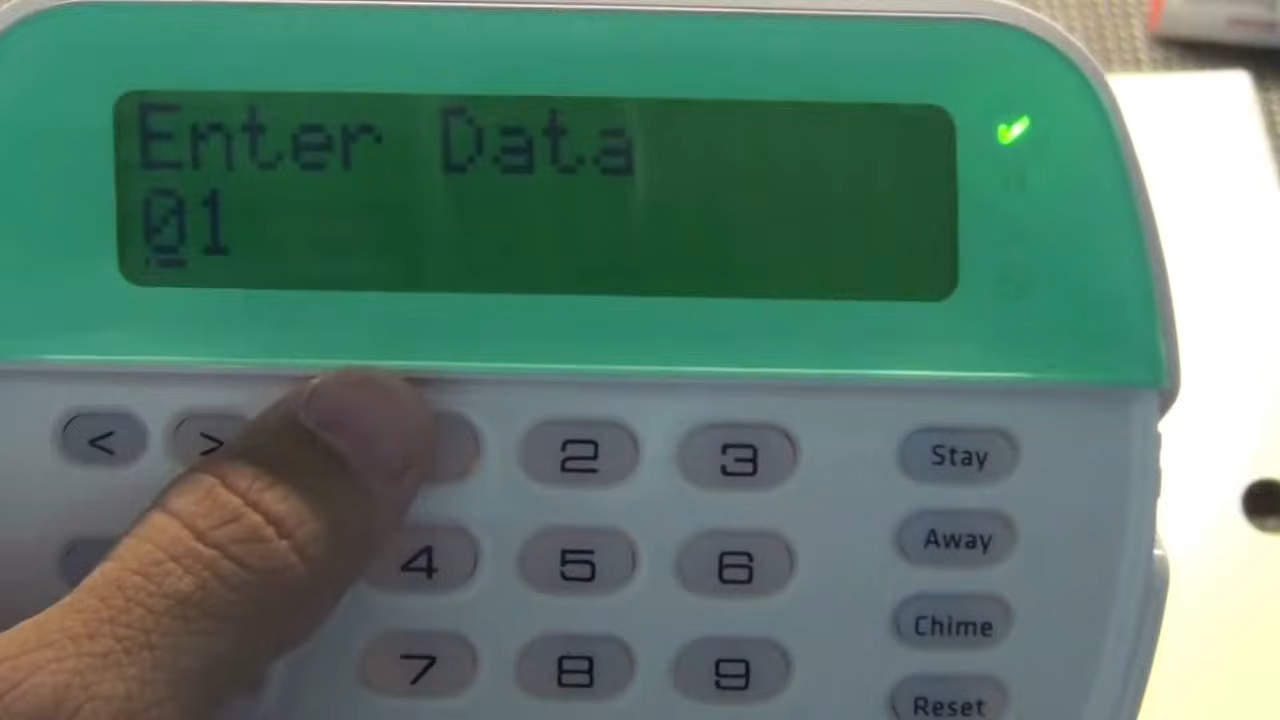 Enter Data
01
< > 2 3 Stay
4 5 6 Away
Chime
7 8 9 Reset